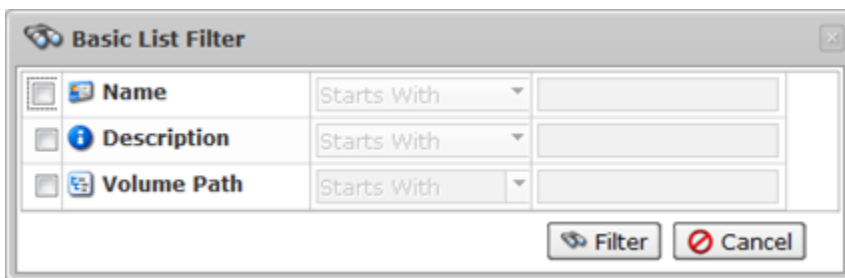 Basic List Filter
Name Starts With
Description Starts With
Volume Path Starts With
Filter Cancel